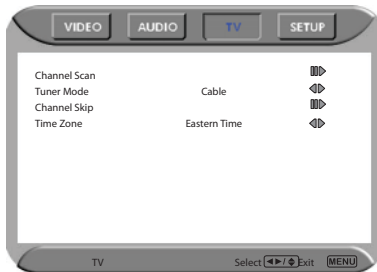 VIDEO AUDIO TV SETUP
Channel Scan
Tuner Mode Cable
Channel Skip
Time Zone Eastern Time
TV Select ◀▶/◆ Exit MENU